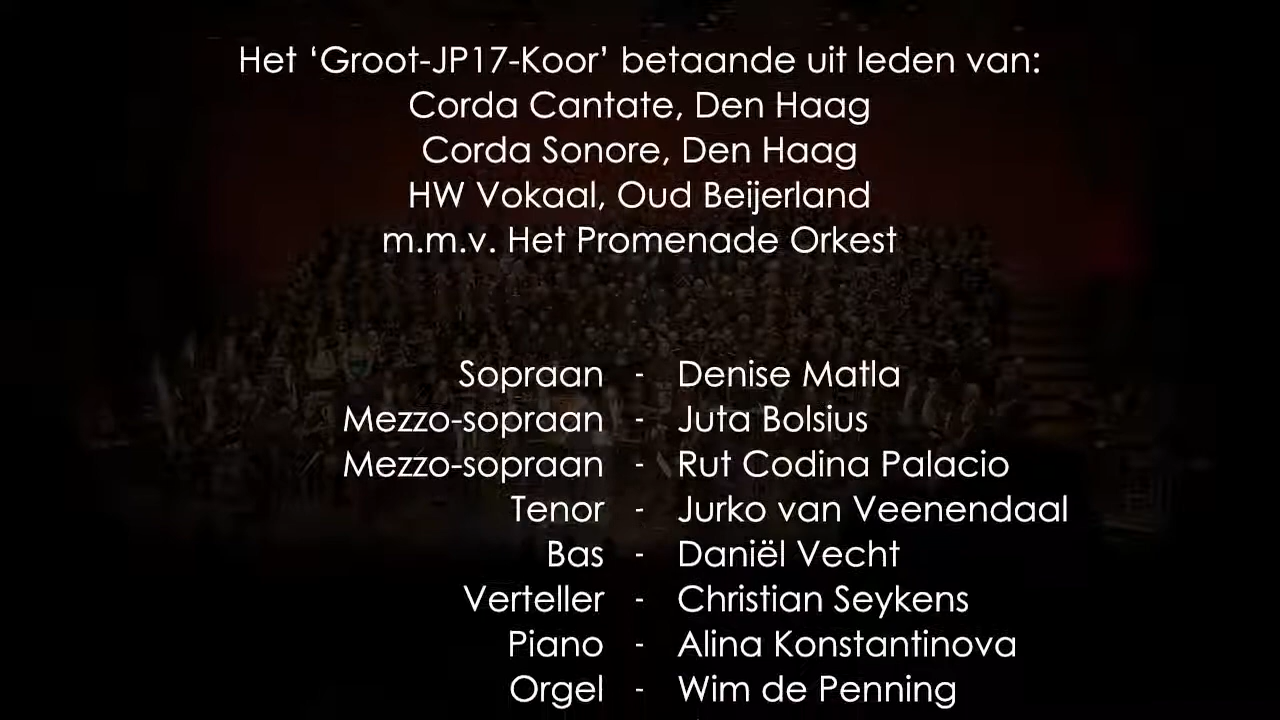 Het ‘Groot-JP17-Koor’ betaande uit leden van:
Corda Cantate, Den Haag
Corda Sonore, Den Haag
HW Vokaal, Oud Beijerland
m.m.v. Het Promenade Orkest
Sopraan - Denise Matla
Mezzo-sopraan - Juta Bolsius
Mezzo-sopraan - Rut Codina Palacio
Tenor - Jurko van Veenendaal
Bas - Daniël Vecht
Verteller - Christian Seykens
Piano - Alina Konstantinova
Orgel - Wim de Penning